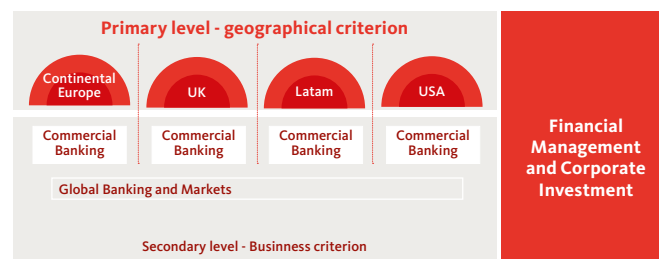 Primary level - geographical criterion
Continental
Europe
UK
Latam
USA
Commercial
Banking
Commercial
Banking
Commercial
Banking
Commercial
Banking
Global Banking and Markets
Secondary level - Businness criterion
Financial
Management
and Corporate
Investment